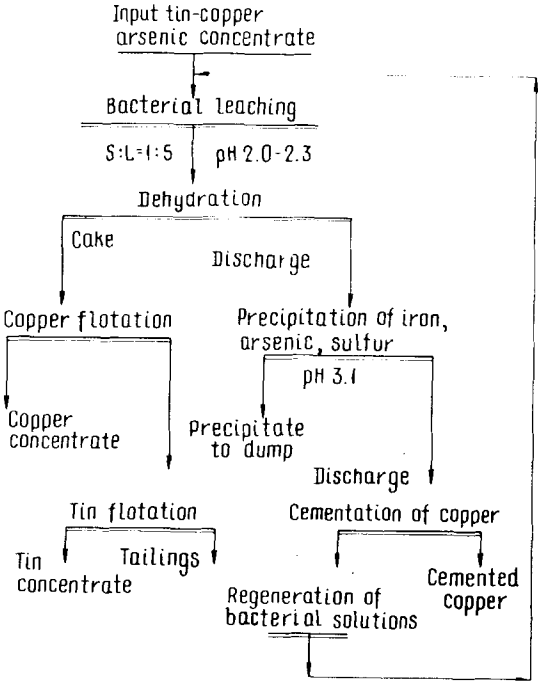 Input tin-copper
arsenic concentrate
Bacterial leaching
S:L=1:5 pH 2.0-2.3
Dehydration
Cake
Discharge
Copper flotation
Precipitation of iron,
arsenic, sulfur
pH 3.1
Copper
concentrate
Precipitate
to dump
Discharge
Tin flotation
Cementation of copper
Tin
concentrate
Tailings
Regeneration of
bacterial solutions
Cemented
copper